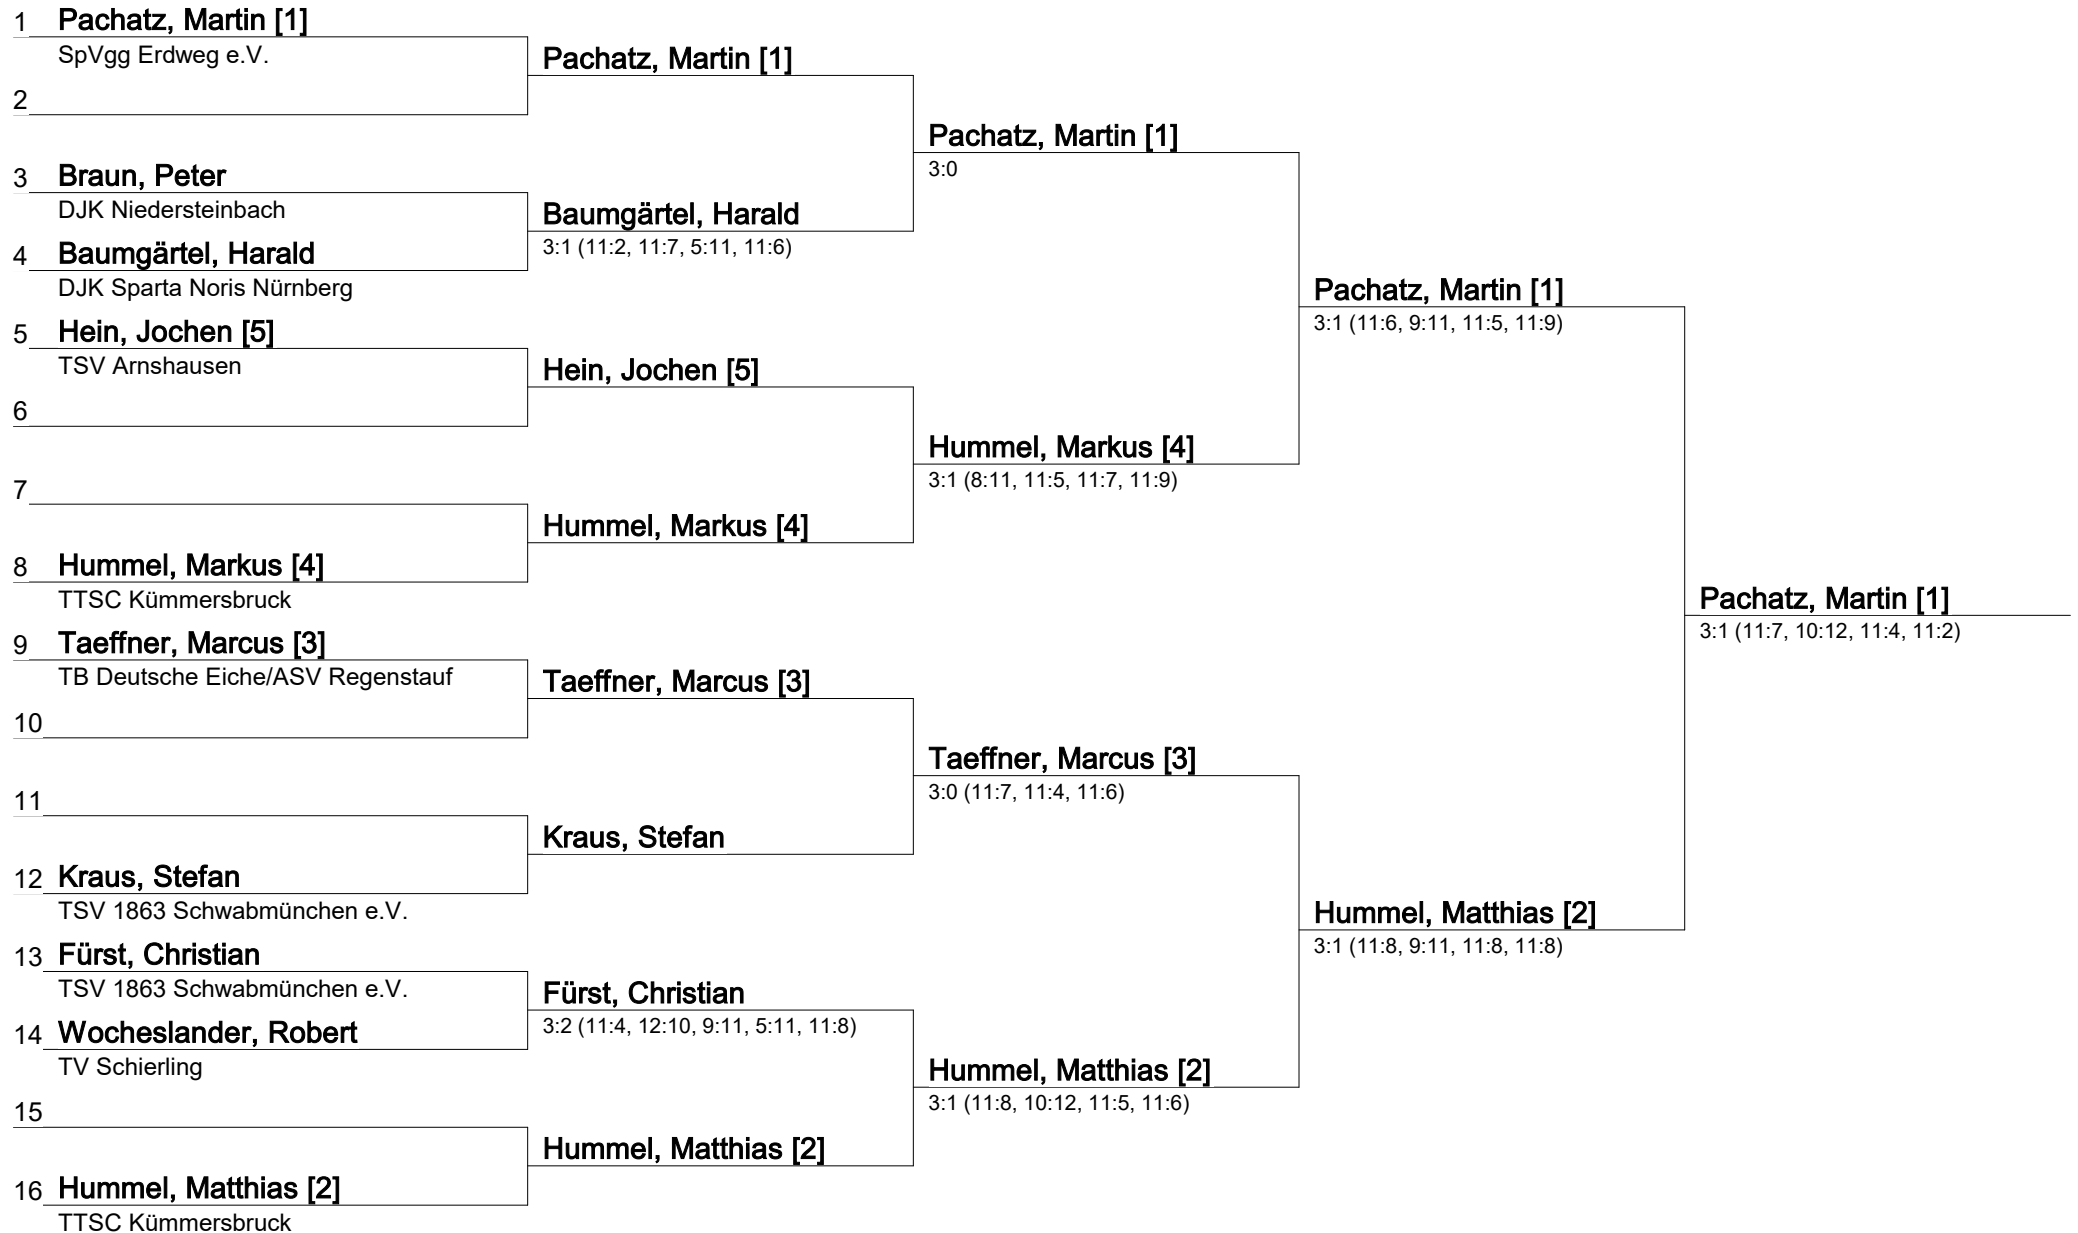 1 Pachatz, Martin [1]
SpVgg Erdweg e.V.
Pachatz, Martin [1]
2
Pachatz, Martin [1]
3:0
3 Braun, Peter
DJK Niedersteinbach
Baumgärtel, Harald
3:1 (11:2, 11:7, 5:11, 11:6)
4 Baumgärtel, Harald
DJK Sparta Noris Nürnberg
Pachatz, Martin [1]
3:1 (11:6, 9:11, 11:5, 11:9)
5 Hein, Jochen [5]
TSV Arnshausen
Hein, Jochen [5]
6
Hummel, Markus [4]
3:1 (8:11, 11:5, 11:7, 11:9)
7
Hummel, Markus [4]
8 Hummel, Markus [4]
TTSC Kümmersbruck
Pachatz, Martin [1]
3:1 (11:7, 10:12, 11:4, 11:2)
9 Taeffner, Marcus [3]
TB Deutsche Eiche/ASV Regenstauf
Taeffner, Marcus [3]
10
Taeffner, Marcus [3]
3:0 (11:7, 11:4, 11:6)
11
Kraus, Stefan
12 Kraus, Stefan
TSV 1863 Schwabmünchen e.V.
Hummel, Matthias [2]
3:1 (11:8, 9:11, 11:8, 11:8)
13 Fürst, Christian
TSV 1863 Schwabmünchen e.V.
Fürst, Christian
3:2 (11:4, 12:10, 9:11, 5:11, 11:8)
14 Wocheslander, Robert
TV Schierling
Hummel, Matthias [2]
3:1 (11:8, 10:12, 11:5, 11:6)
15
Hummel, Matthias [2]
16 Hummel, Matthias [2]
TTSC Kümmersbruck